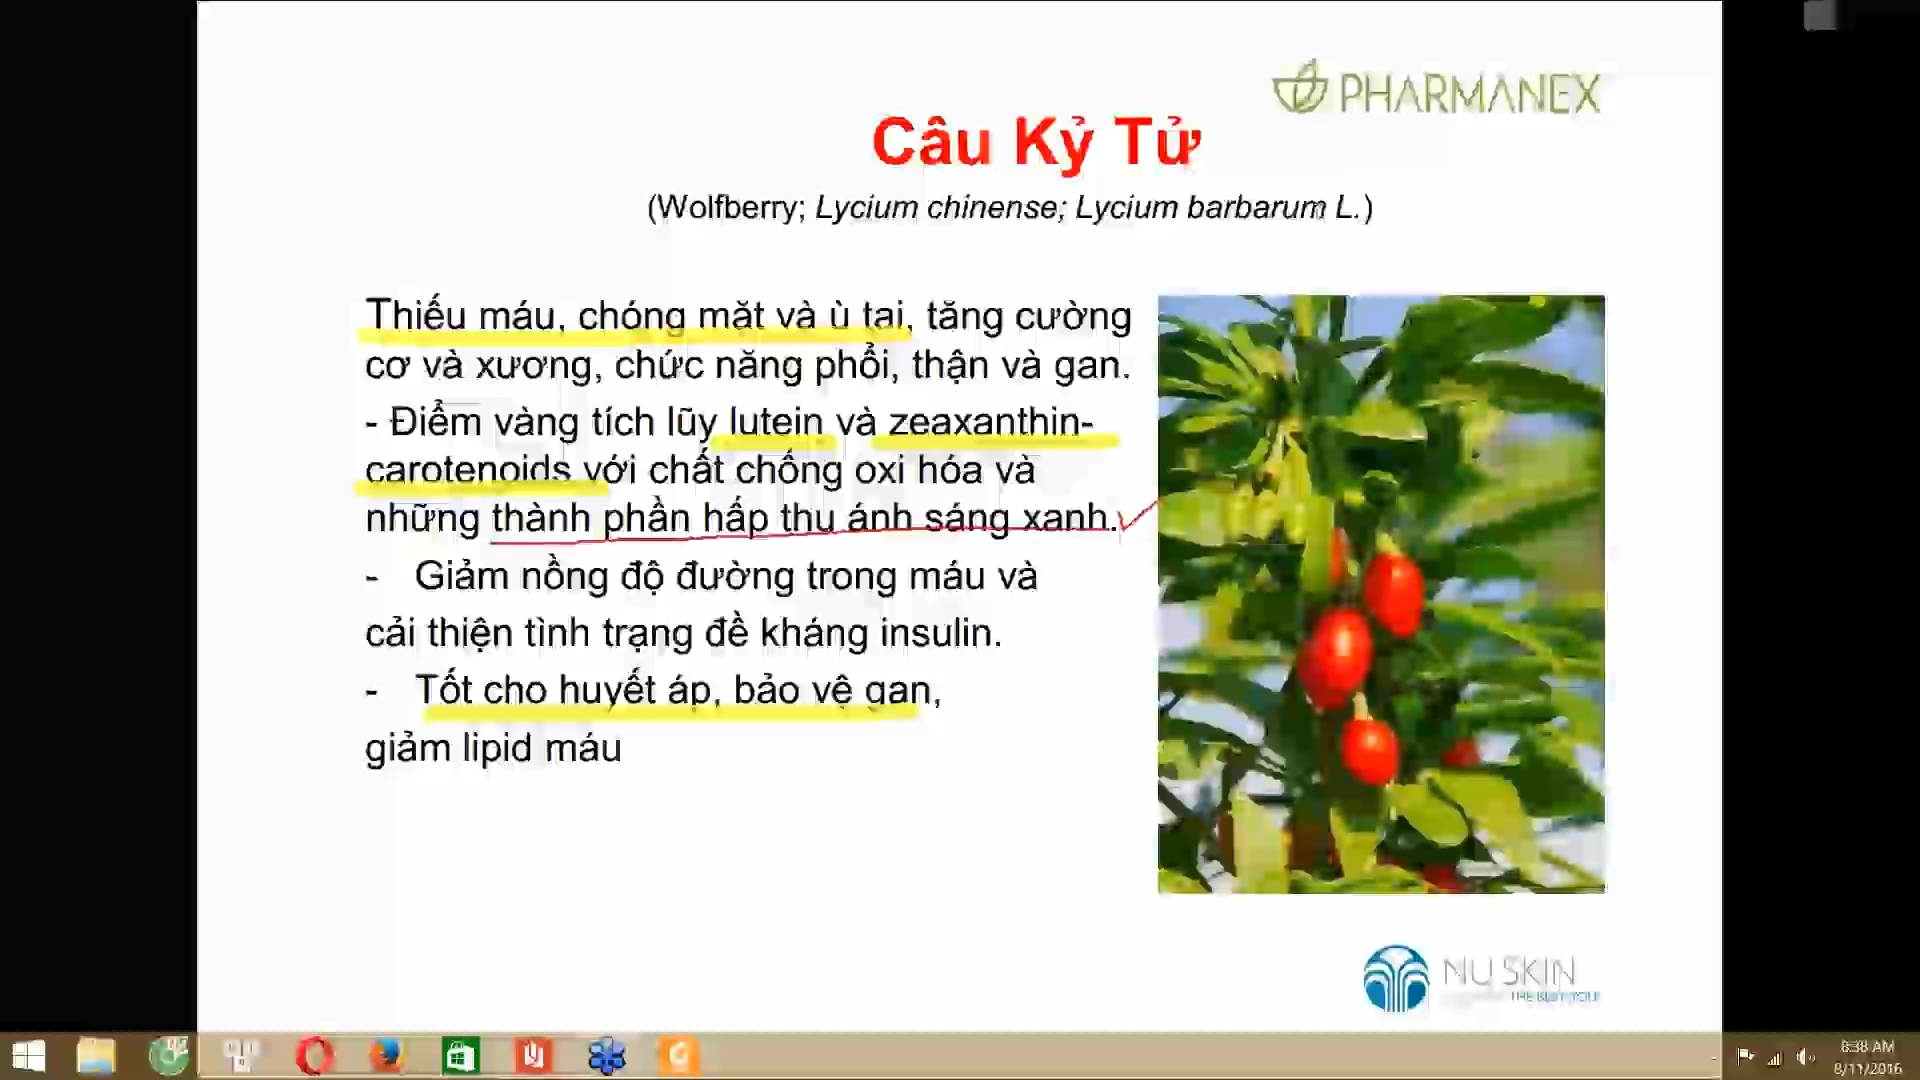 PHARMANEX
Câu Kỷ Tử
(Wolfberry; Lycium chinense; Lycium barbarum L.)
Thiếu máu, chóng mặt và ù tai, tăng cường
cơ và xương, chức năng phổi, thận và gan.
- Điểm vàng tích lũy lutein và zeaxanthin-
carotenoids với chất chống oxi hóa và
những thành phần hấp thu ánh sáng xanh.
- Giảm nồng độ đường trong máu và
cải thiện tình trạng đề kháng insulin.
- Tốt cho huyết áp, bảo vệ gan,
giảm lipid máu
NU SKIN
8:38 AM
8/11/2016